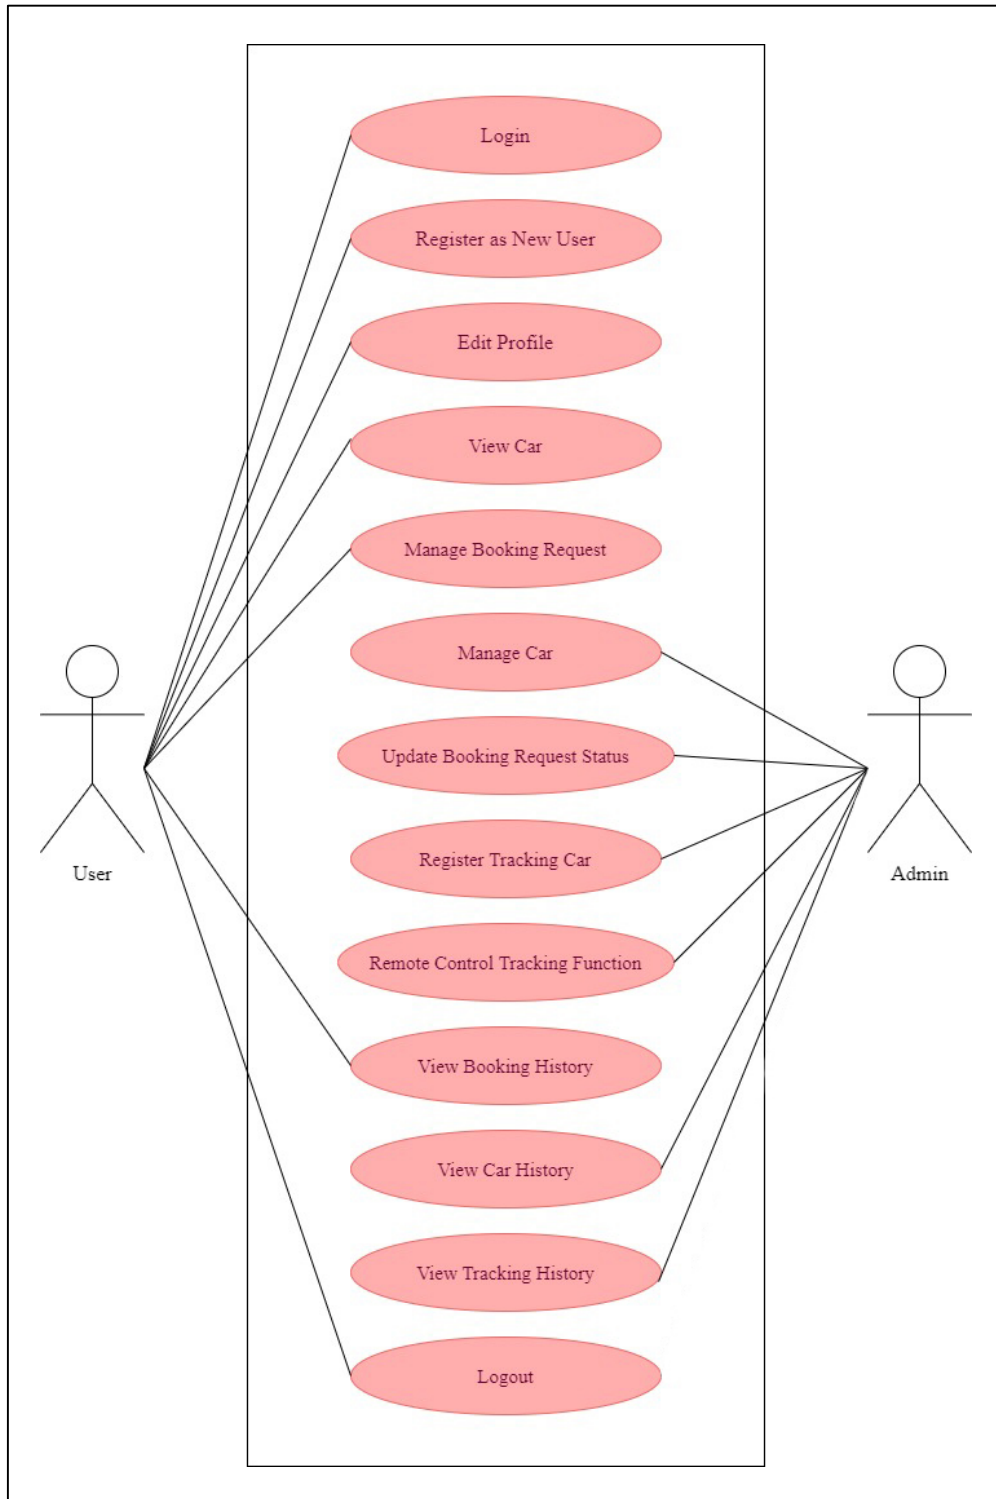 Login
Register as New User
Edit Profile
View Car
Manage Booking Request
Manage Car
Update Booking Request Status
Register Tracking Car
User
Admin
Remote Control Tracking Function
View Booking History
View Car History
View Tracking History
Logout